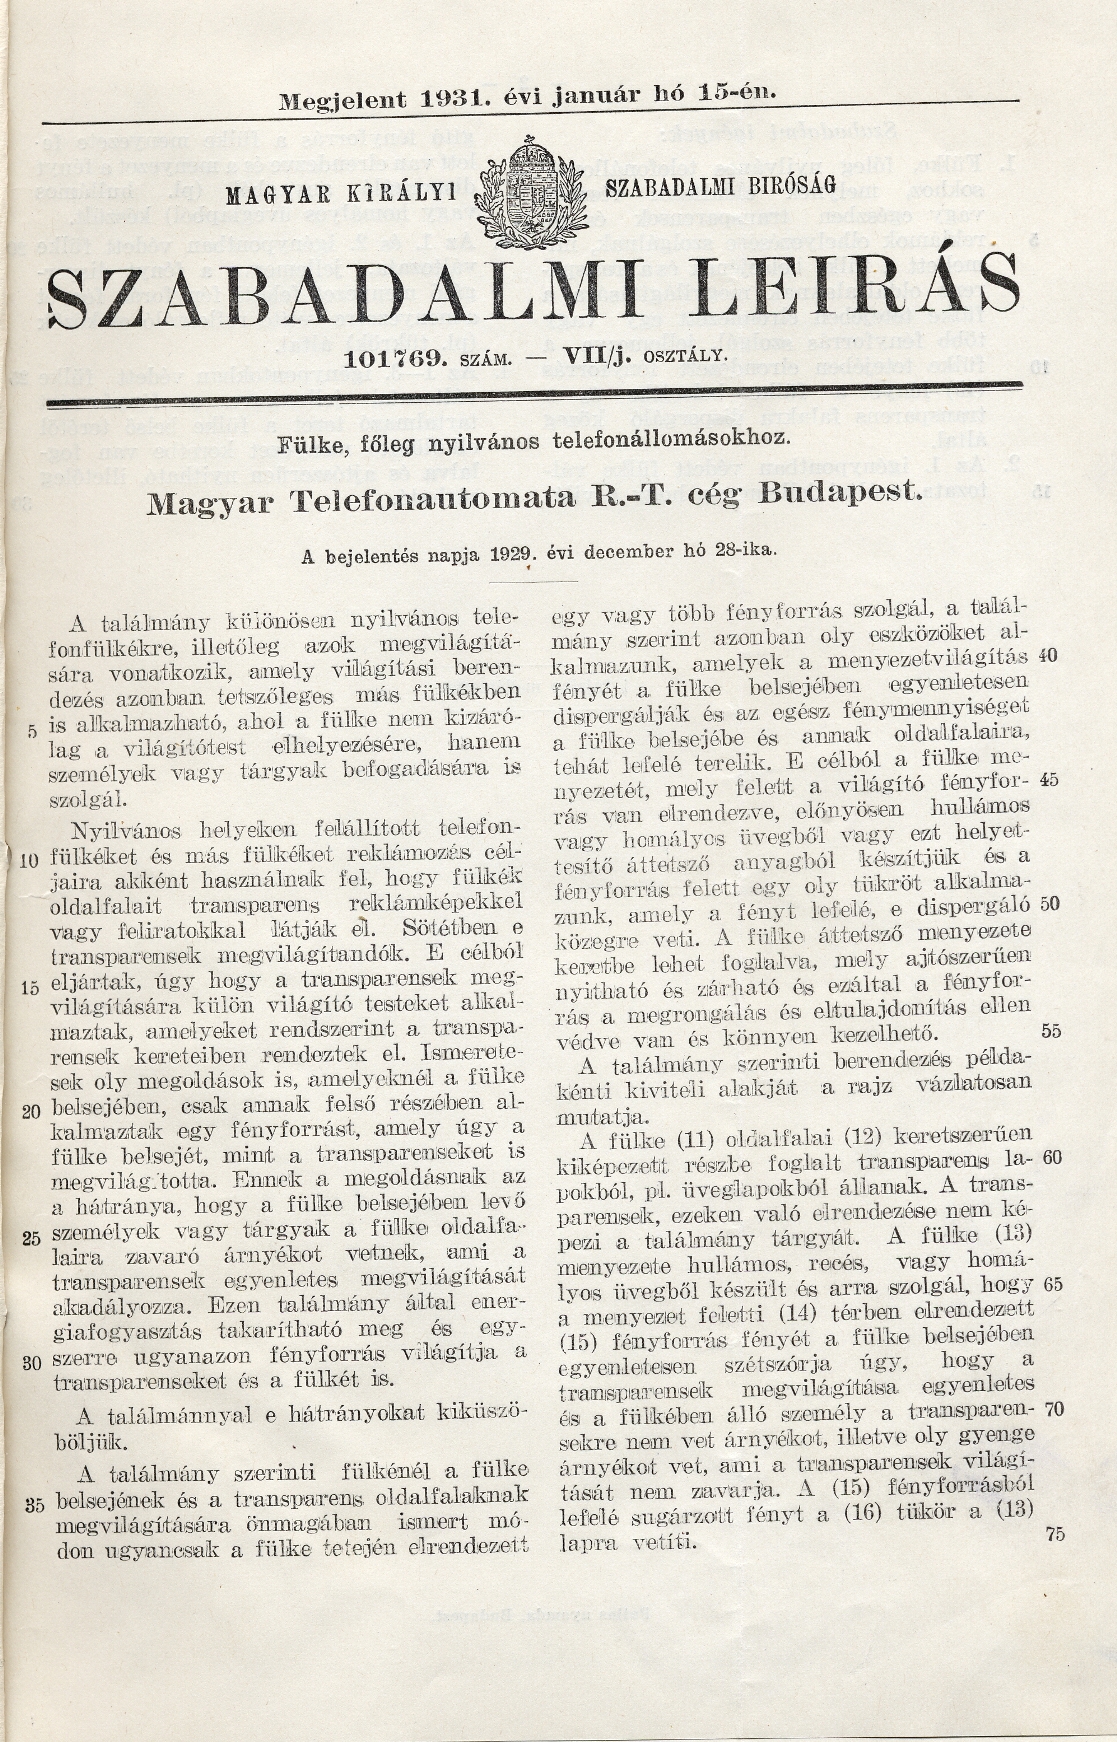 Megjelent 1931. évi január hó 15-én.
MAGYAR KIRÁLYI
SZABADALMI BIRÓSÁG
SZABADALMI LEIRÁS
101769. SZÁM. — VII/j. OSZTÁLY.
Fülke, főleg nyilvános telefonállomásokhoz.
Magyar Telefonautomata R.-T. cég Budapest.
A bejelentés napja 1929. évi december hó 28-ika.
A találmány különösen nyilvános tele-
fonfülkékre, illetőleg azok megvilágítá-
sára vonatkozik, amely világítási beren-
dezés azonban tetszőleges más fülkékben
5 is alkalmazható, ahol a fülke nem kizáró-
lag a világítótest elhelyezésére, hanem
személyek vagy tárgyak befogadására is
szolgál.
Nyilvános helyeken felállított telefon-
10 fülkéket és más fülkéket reklámozás cél-
jaira akként használnak fel, hogy fülkék
oldalfalait transparens reklámképekkel
vagy feliratokkal látják el. Sötétben e
transparensek megvilágítandók. E célból
15 eljártak, úgy hogy a transparensek meg-
világítására külön világító testeket alkal-
maztak, amelyeket rendszerint a transpa-
rensek kereteiben rendeztek el. Ismerete-
sek oly megoldások is, amelyeknél a fülke
20 belsejében, csak annak felső részében al-
kalmaztak egy fényforrást, amely úgy a
fülke belsejét, mint a transparenseket is
megvilágította. Ennek a megoldásnak az
a hátránya, hogy a fülke belsejében levő
25 személyek vagy tárgyak a fülke oldalfa-
laira zavaró árnyékot vetnek, ami a
transparensek egyenletes megvilágítását
akadályozza. Ezen találmány által ener-
giafogyasztás takarítható meg és egy-
30 szerre ugyanazon fényforrás világítja a
transparenseket és a fülkét is.
A találmánnyal e hátrányokat kiküszö-
böljük.
A találmány szerinti fülkénél a fülke
35 belsejének és a transparens oldalfalaknak
megvilágítására önmagában ismert mó-
don ugyancsak a fülke tetején elrendezett
egy vagy több fényforrás szolgál, a talál-
mány szerint azonban oly eszközöket al-
kalmazunk, amelyek a menyezetvilágítás 40
fényét a fülke belsejében egyenletesen
dispergálják és az egész fénymennyiséget
a fülke belsejébe és annak oldalfalaira,
tehát lefelé terelik. E célból a fülke me-
nyezetét, mely felett a világító fényfor- 45
rás van elrendezve, előnyösen hullámos
vagy homályos üvegből vagy ezt helyet-
tesítő áttetsző anyagból készítjük és a
fényforrás felett egy oly tükröt alkalma-
zunk, amely a fényt lefelé, e dispergáló 50
közegre veti. A fülke áttetsző menyezete
keretbe lehet foglalva, mely ajtószerűen
nyitható és zárható és ezáltal a fényfor-
rás a megrongálás és eltulajdonítás ellen
védve van és könnyen kezelhető. 55
A találmány szerinti berendezés példa-
kénti kiviteli alakját a rajz vázlatosan
mutatja.
A fülke (11) oldalfalai (12) keretszerűen
kiképezett részbe foglalt transparens la- 60
pokból, pl. üveglapokból állanak. A trans-
parensek, ezeken való elrendezése nem ké-
pezi a találmány tárgyát. A fülke (13)
menyezete hullámos, recés, vagy homá-
lyos üvegből készült és arra szolgál, hogy 65
a menyezet feletti (14) térben elrendezett
(15) fényforrás fényét a fülke belsejében
egyenletesen szétszórja úgy, hogy a
transparensek megvilágítása egyenletes
és a fülkében álló személy a transparen- 70
sekre nem vet árnyékot, illetve oly gyenge
árnyékot vet, ami a transparensek világí-
tását nem zavarja. A (15) fényforrásból
lefelé sugárzott fényt a (16) tükör a (13)
lapra vetíti. 75